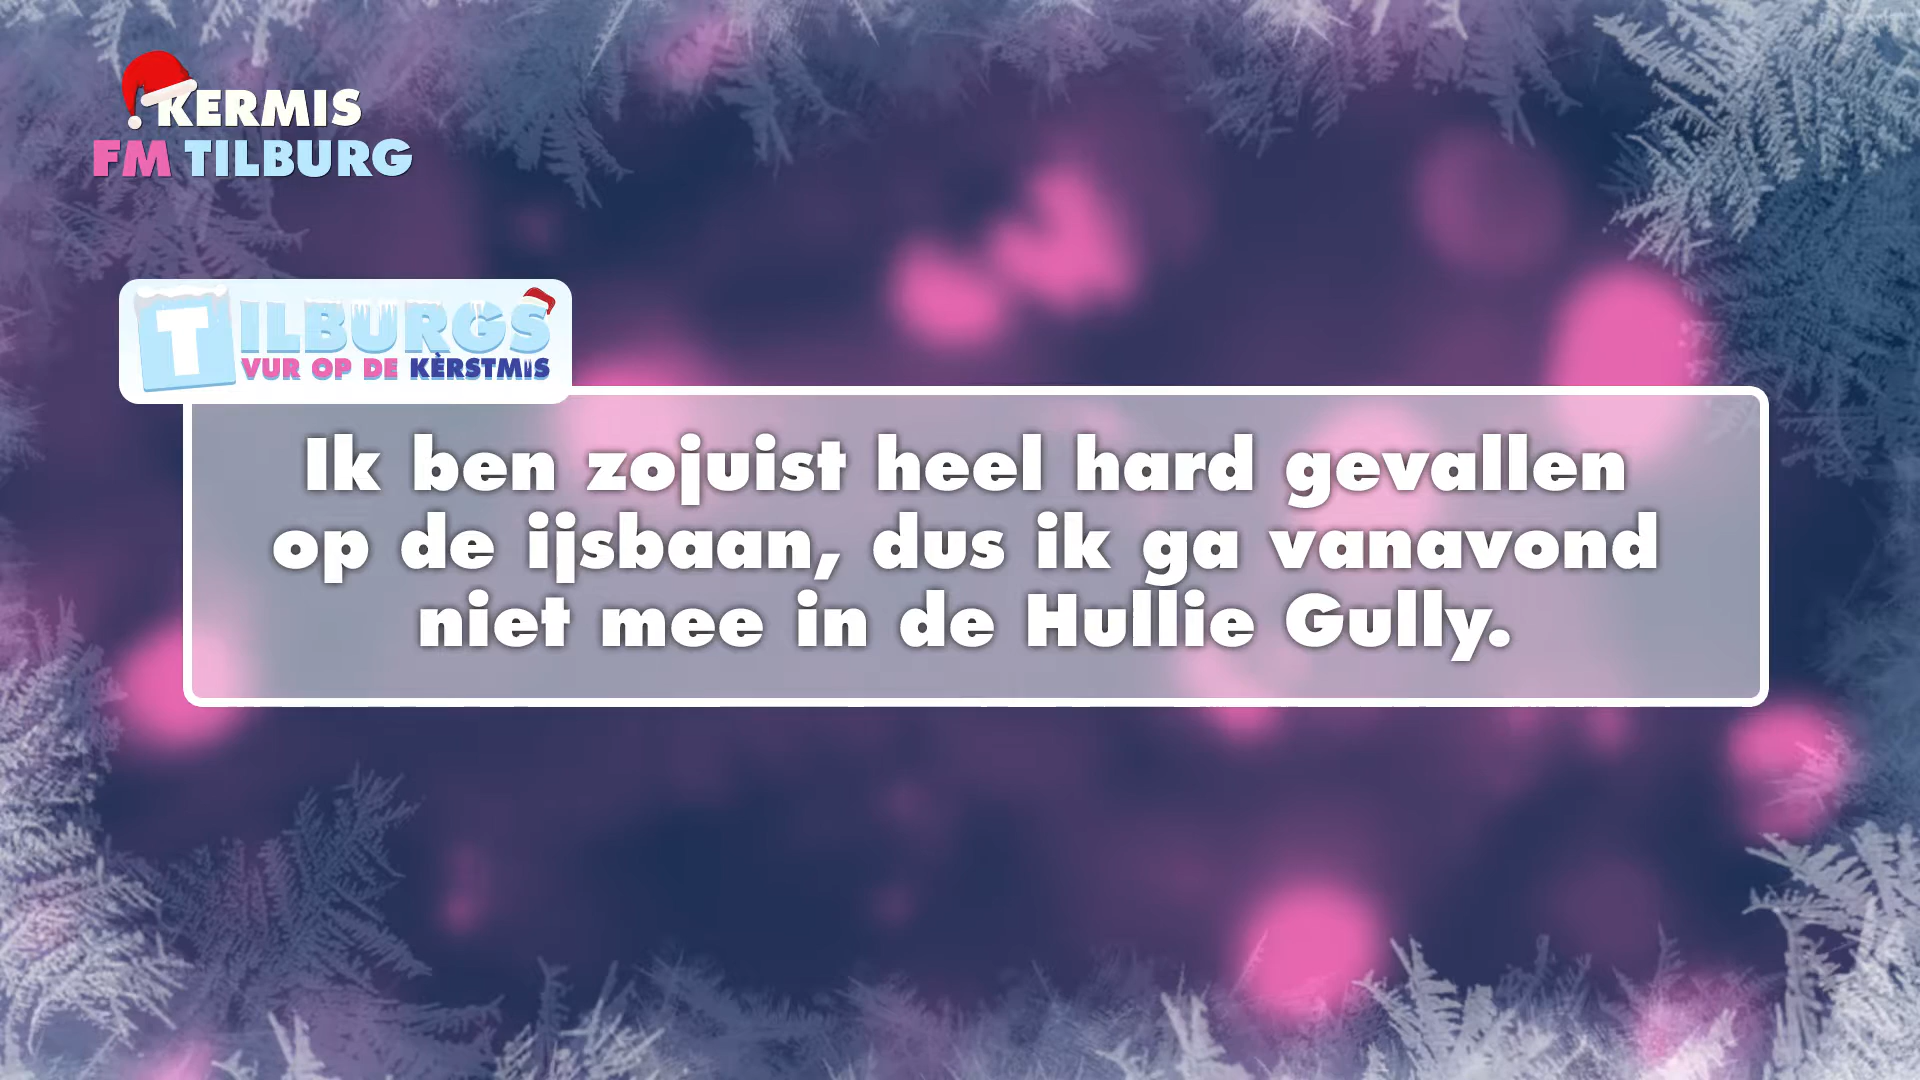 KERMIS
FM TILBURG
TILBURGS
VUR OP DE KÈRSTMIS
Ik ben zojuist heel hard gevallen
op de ijsbaan, dus ik ga vanavond
niet mee in de Hullie Gully.